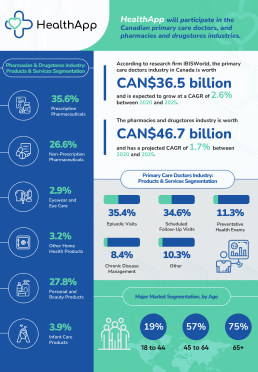 HealthApp
HealthApp will participate in the
Canadian primary care doctors, and
pharmacies and drugstores industries.
Pharmacies & Drugstores Industry:
Products & Services Segmentation
35.6%
Prescription
Pharmaceuticals
26.6%
Non-Prescription
Pharmaceuticals
2.9%
Eyewear and
Eye Care
3.2%
Other Home
Health Products
27.8%
Personal and
Beauty Products
3.9%
Infant Care
Products
According to research firm IBISWorld, the primary
care doctors industry in Canada is worth
CAN$36.5 billion
and is expected to grow at a CAGR of 2.6%
between 2020 and 2025.
The pharmacies and drugstores industry is worth
CAN$46.7 billion
and has a projected CAGR of 1.7% between
2020 and 2025.
Primary Care Doctors Industry:
Products & Services Segmentation
35.4%
Episodic Visits
34.6%
Scheduled
Follow-Up Visits
11.3%
Preventative
Health Exams
8.4%
Chronic Disease
Management
10.3%
Other
Major Market Segmentation, by Age
19%
18 to 44
57%
45 to 64
75%
65+